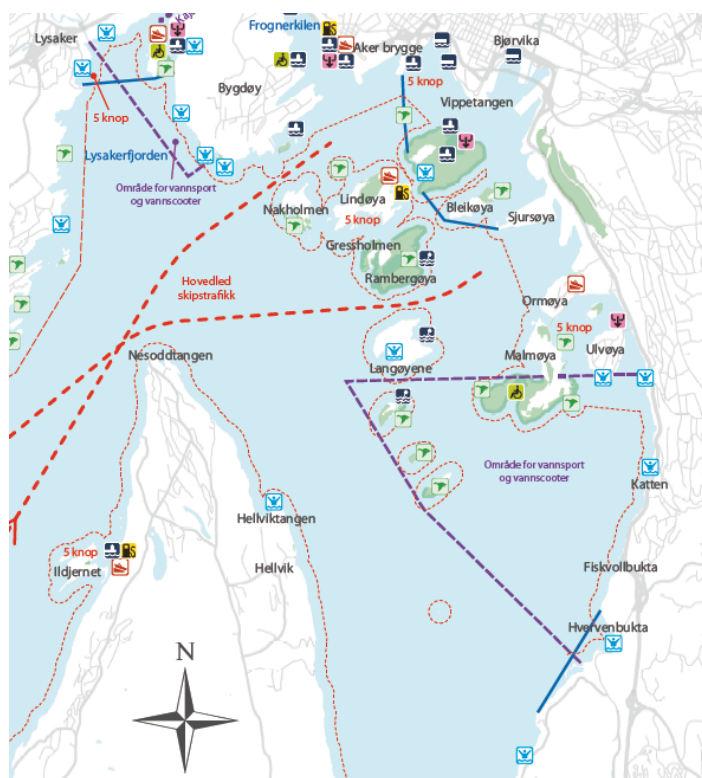 Lysaker
Kap
Frognerkilen
Aker brygge
Bjørvika
Bygdøy
5 knop
Vippetangen
5 knop
Lysakerfjorden
Område for vannsport
og vannscooter
Nakholmen
Lindøya
5 knop
Bleikøya
Sjursøya
Gressholmen
Rambergøya
Hovedled
skipstrafikk
Ormøya
5 knop
Ulvøya
Malmøya
Nesoddtangen
Langøyene
Område for vannsport
og vannscooter
Katten
Hellviktangen
5 knop
Ildjernet
Hellvik
Fiskvollbukta
Hvervenbukta
N